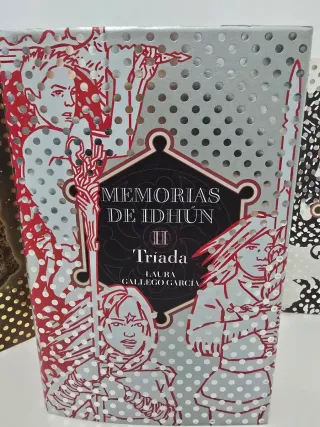 MEMORIAS
DE IDHÚN
II
Tríada
LAURA
GALLEGO GARCÍA